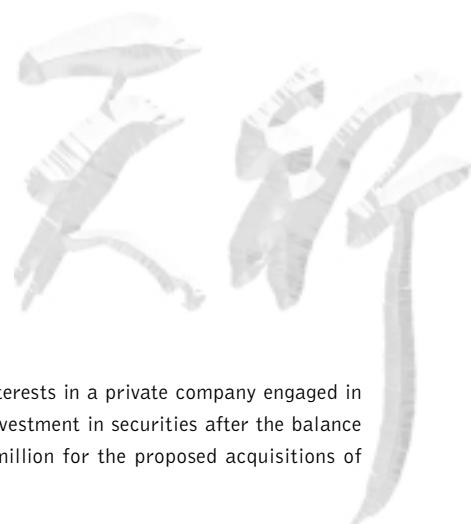 terests in a private company engaged in
vestment in securities after the balance
million for the proposed acquisitions of